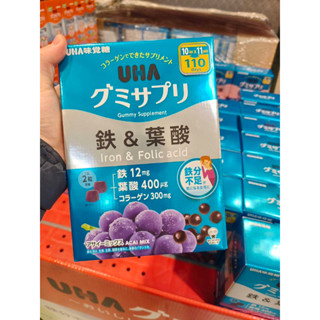 UHA味覚糖
コラーゲンでできたサプリメント
10粒×11袋
110
UHA
グミサプリ
Gummy Supplement
鉄&葉酸
Iron & Folic acid
2粒
鉄 12mg
葉酸 400μg
コラーゲン 300mg
鉄分
不足
アサイーミックス ACAI MIX
UHA